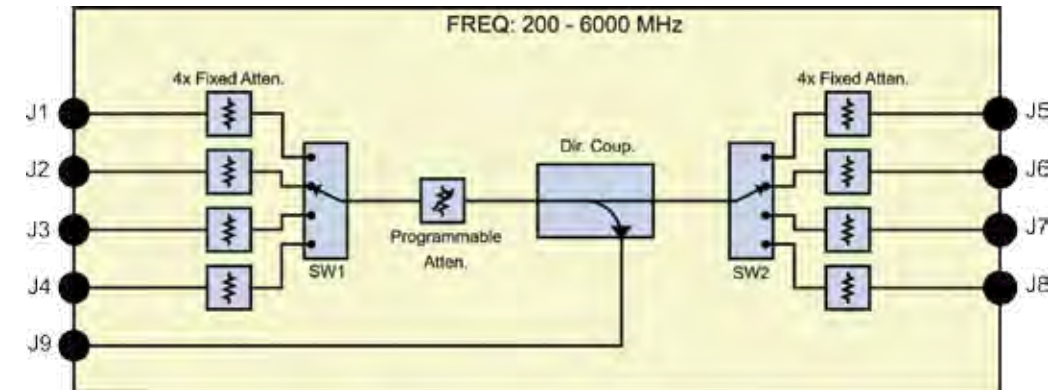 FREQ: 200 - 6000 MHz
4x Fixed Atten.
4x Fixed Atten.
J1
J5
Dir. Coup.
J2
J6
J3
J7
Programmable
Atten.
SW1
SW2
J4
J8
J9